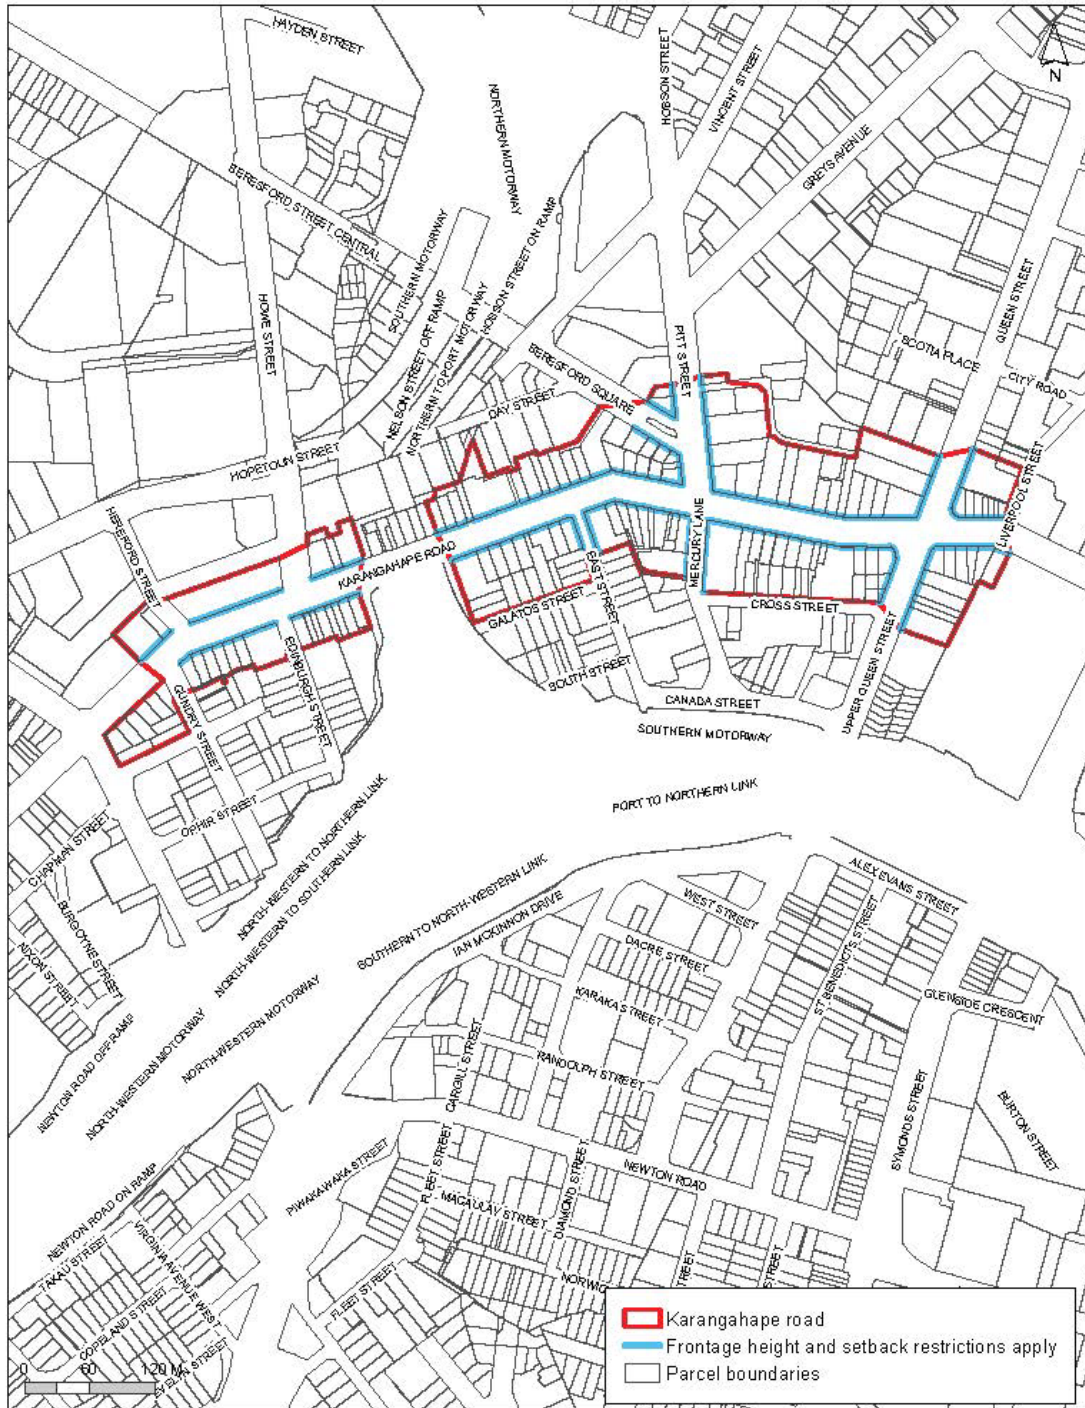 HAYDEN STREET
HOBSON STREET
VINCENT STREET
N
NORTHERN MOTORWAY
GREYS AVENUE
BERESFORD STREET CENTRAL
SOUTHERN MOTORWAY
HOBSON STREET ON RAMP
HOWE STREET
NELSON STREET OFF RAMP
NORTHERN TO PORT MOTORWAY
QUEEN STREET
SCOTIA PLACE
CITY ROAD
PITT STREET
BERESFORD SQUARE
DAY STREET
HOPETOUN STREET
HEREFORD STREET
LIVERPOOL STREET
KARANGAHAPE ROAD
MERCURY LANE
EAST STREET
GALATOS STREET
CROSS STREET
EDINBURGH STREET
UPPER QUEEN STREET
SOUTH STREET
GUNDRY STREET
CANADA STREET
SOUTHERN MOTORWAY
PORT TO NORTHERN LINK
OPHIR STREET
CHAPMAN STREET
NORTH-WESTERN TO NORTHERN LINK
NORTH-WESTERN TO SOUTHERN LINK
SOUTHERN TO NORTH-WESTERN LINK
ALEX EVANS STREET
BURGOYNE STREET
NIXON STREET
IAN MCKINNON DRIVE
WEST STREET
DACRE STREET
ST BENEDICTS STREET
KARAKA STREET
GLENSIDE CRESCENT
NEWTON ROAD OFF RAMP
NORTH-WESTERN MOTORWAY
NORTH-WESTERN MOTORWAY
CARGILL STREET
RANDOLPH STREET
SYMONDS STREET
BURTON STREET
PIWAKAWAKA STREET
FLEET STREET
NEWTON ROAD
DIAMOND STREET
MACAULAY STREET
NEWTON ROAD ON RAMP
TAKAU STREET
VIRGINIA AVENUE WEST
COPELAND STREET
FLEET STREET
NORWIC
STREET
STREET
EVELYN STREET
0 60 120 M
Karangahape road
Frontage height and setback restrictions apply
Parcel boundaries